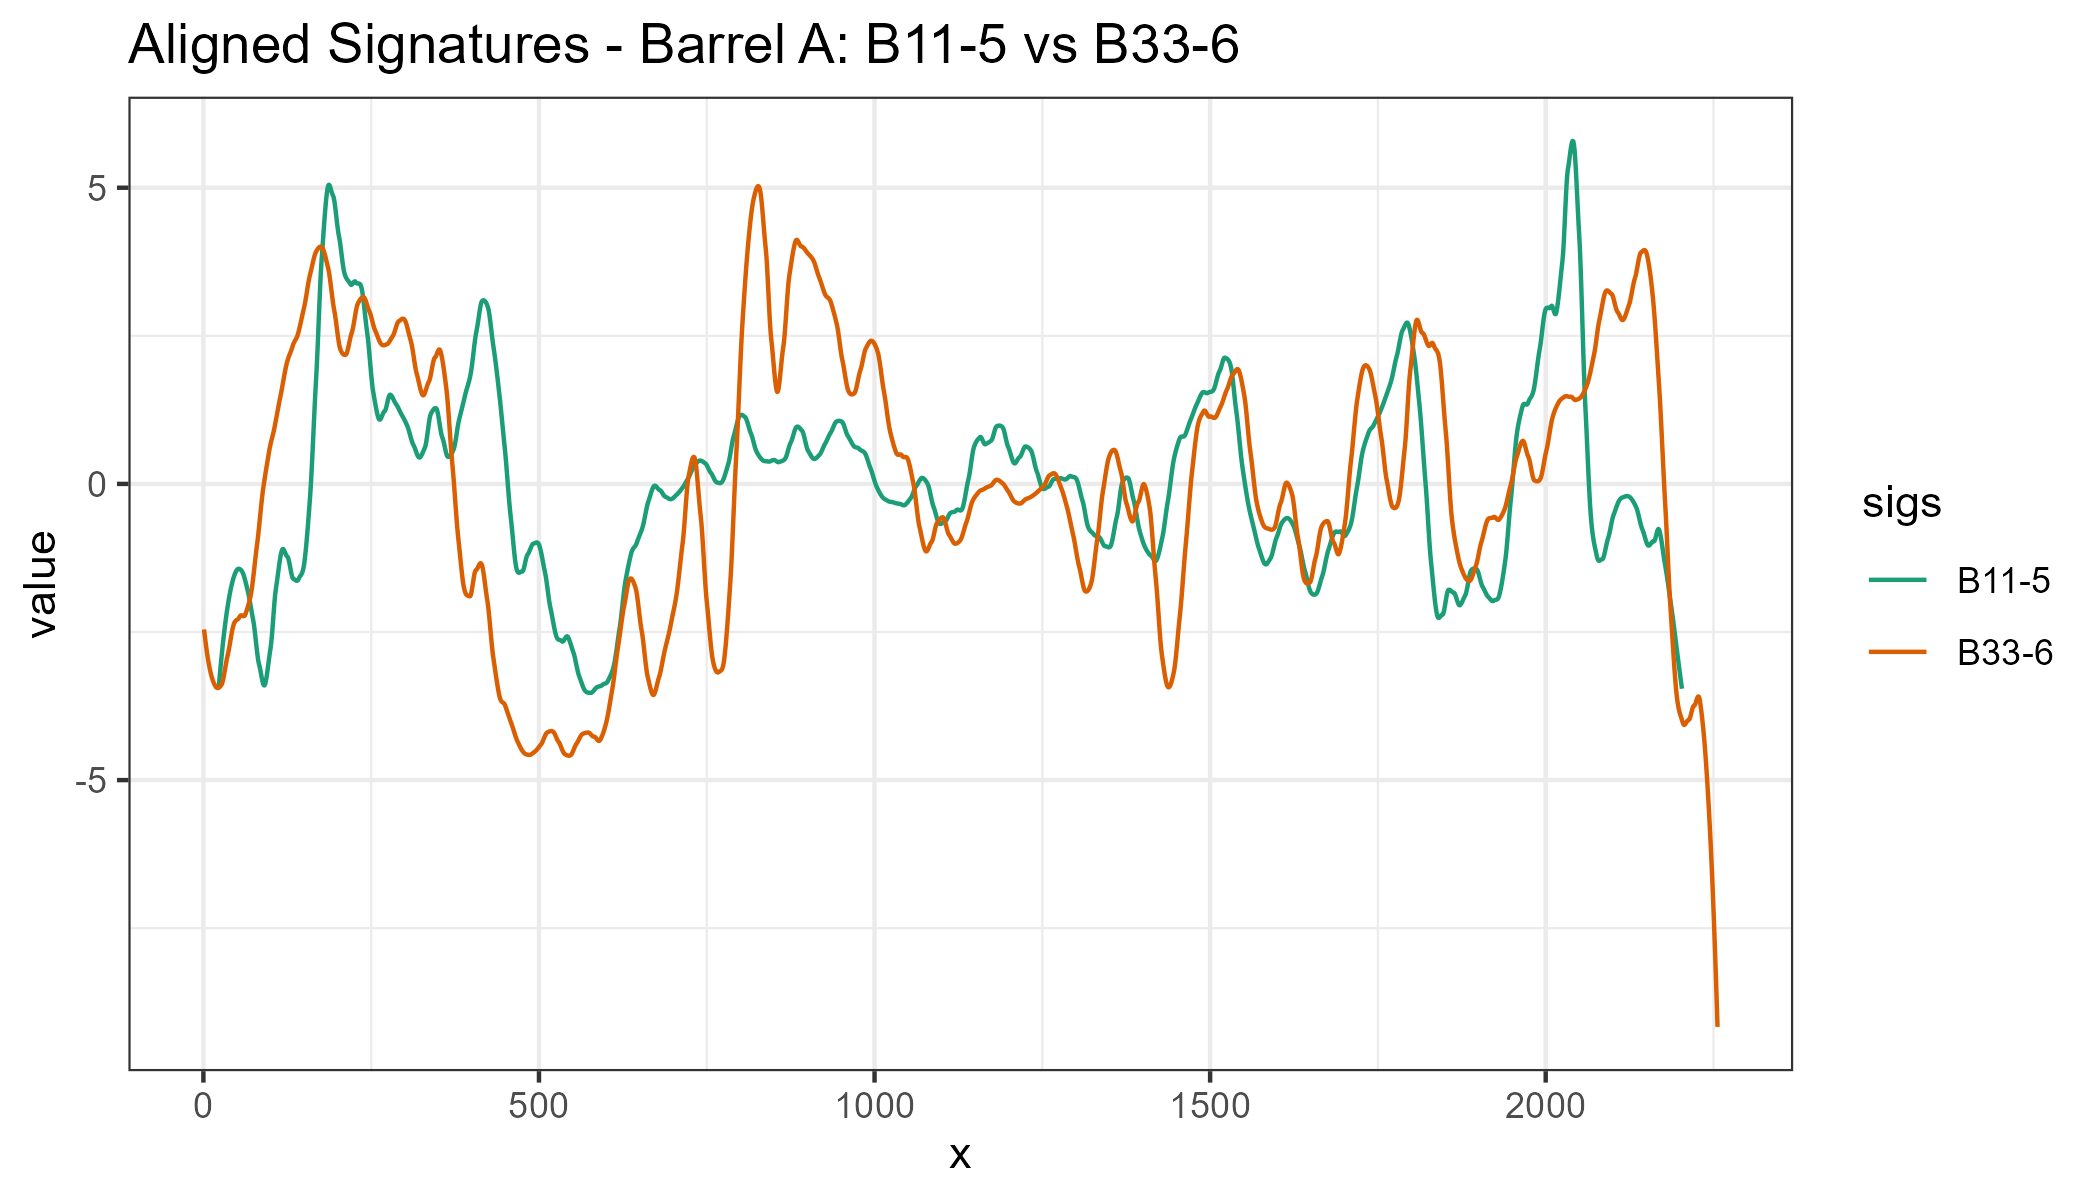 Aligned Signatures - Barrel A: B11-5 vs B33-6
5
0
-5
value
0
500
1000
1500
2000
x
sigs
B11-5
B33-6